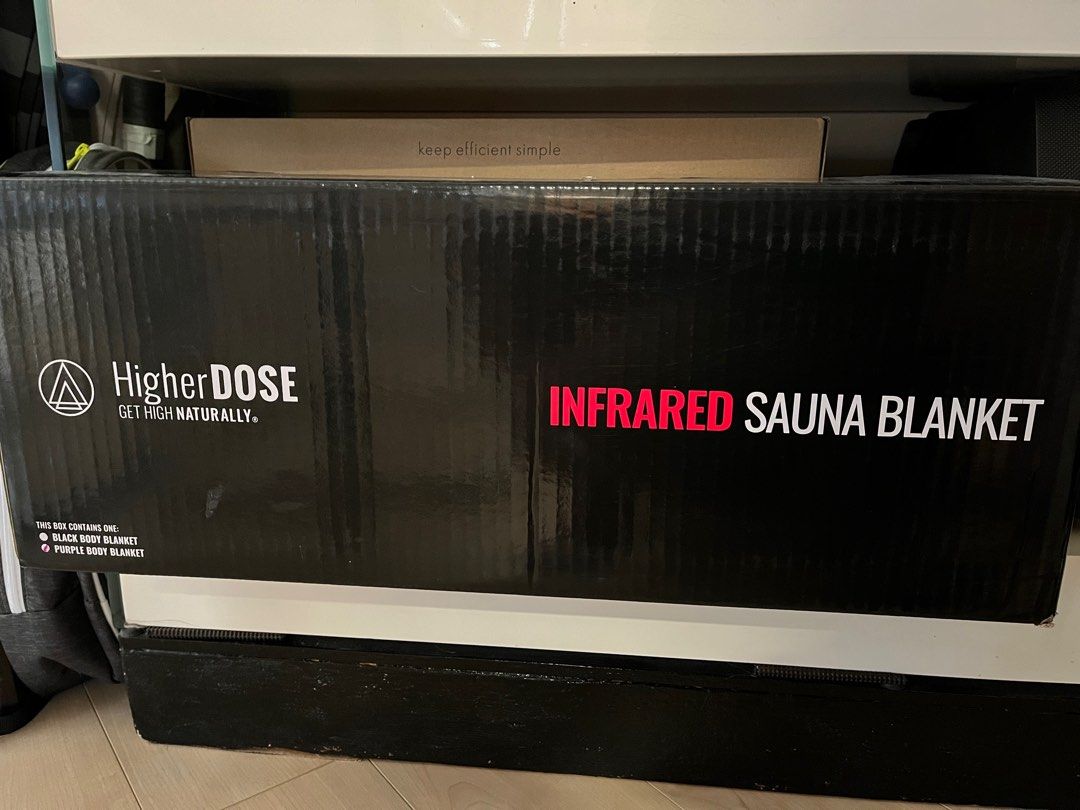 keep efficient simple
HigherDOSE
GET HIGH NATURALLY®
INFRARED SAUNA BLANKET
THIS BOX CONTAINS ONE:
BLACK BODY BLANKET
PURPLE BODY BLANKET